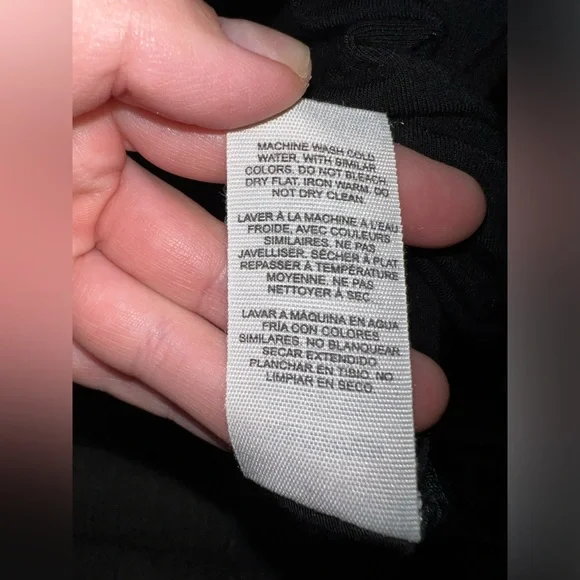 MACHINE WASH COLD
WATER, WITH SIMILAR
COLORS. DO NOT BLEACH.
DRY FLAT. IRON WARM. DO
NOT DRY CLEAN.
LAVER À LA MACHINE À L'EAU
FROIDE, AVEC COULEURS
SIMILAIRES. NE PAS
JAVELLISER. SÉCHER À PLAT
REPASSER À TEMPÉRATURE
MOYENNE. NE PAS
NETTOYER À SEC
LAVAR A MÁQUINA EN AGUA
FRÍA CON COLORES
SIMILARES. NO BLANQUEAR
SECAR EXTENDIDO
PLANCHAR EN TIBIO. NO
LIMPIAR EN SECO